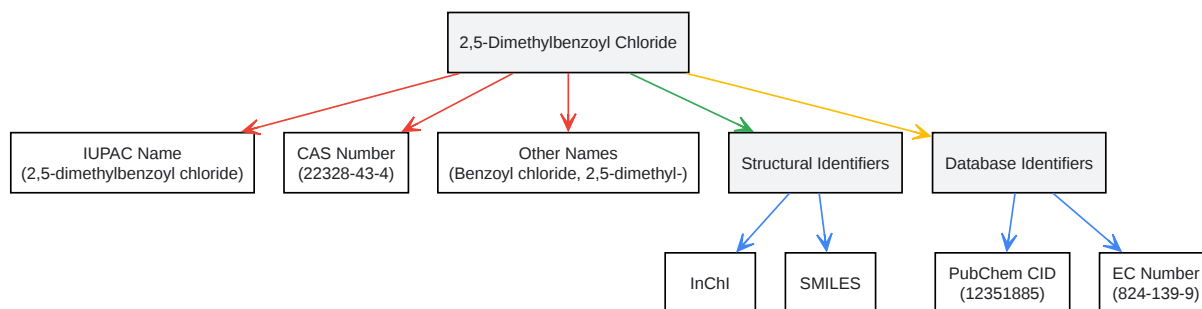 2,5-Dimethylbenzoyl Chloride
IUPAC Name
(2,5-dimethylbenzoyl chloride)
CAS Number
(22328-43-4)
Other Names
(Benzoyl chloride, 2,5-dimethyl-)
Structural Identifiers
Database Identifiers
InChI
SMILES
PubChem CID
(12351885)
EC Number
(824-139-9)